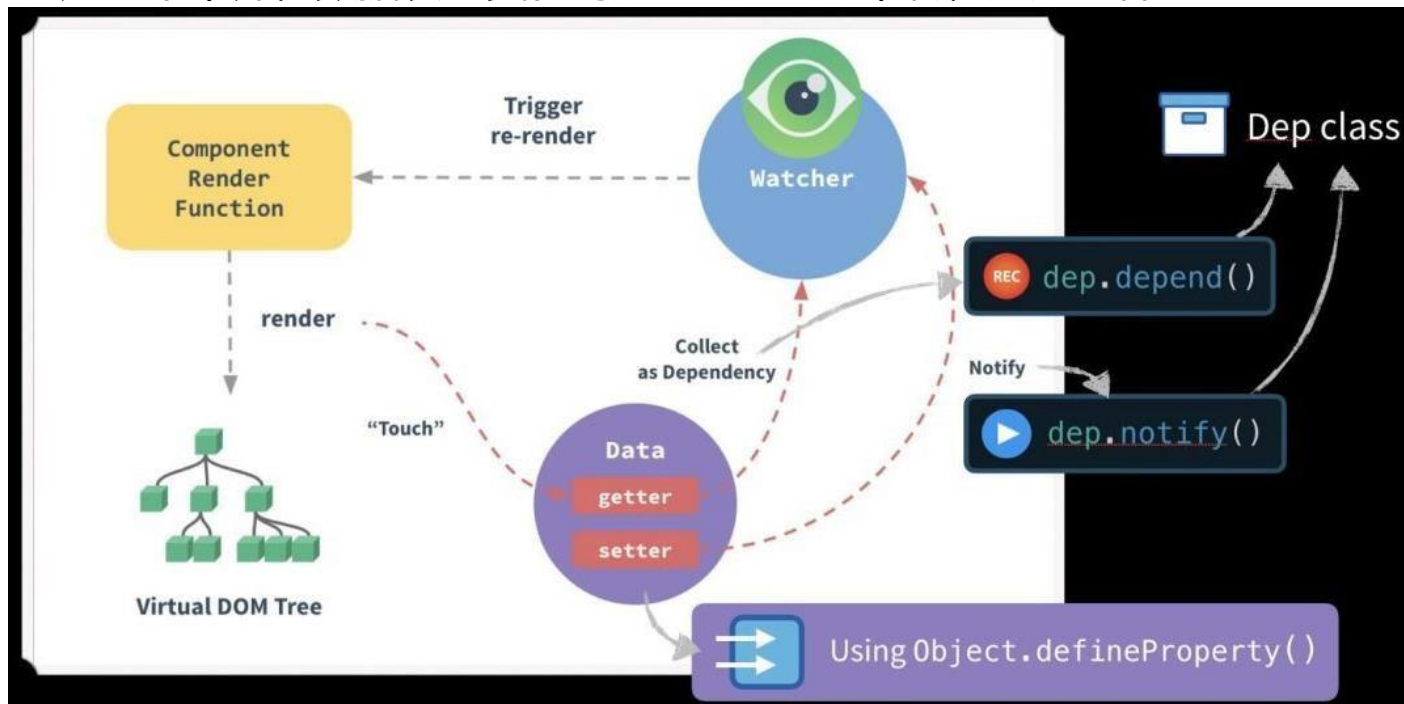 Trigger
re-render
Component
Render
Function
Watcher
Dep class
REC dep.depend()
render
Collect
as Dependency
Notify
dep.notify()
“Touch”
Data
getter
setter
Virtual DOM Tree
Using Object.defineProperty()